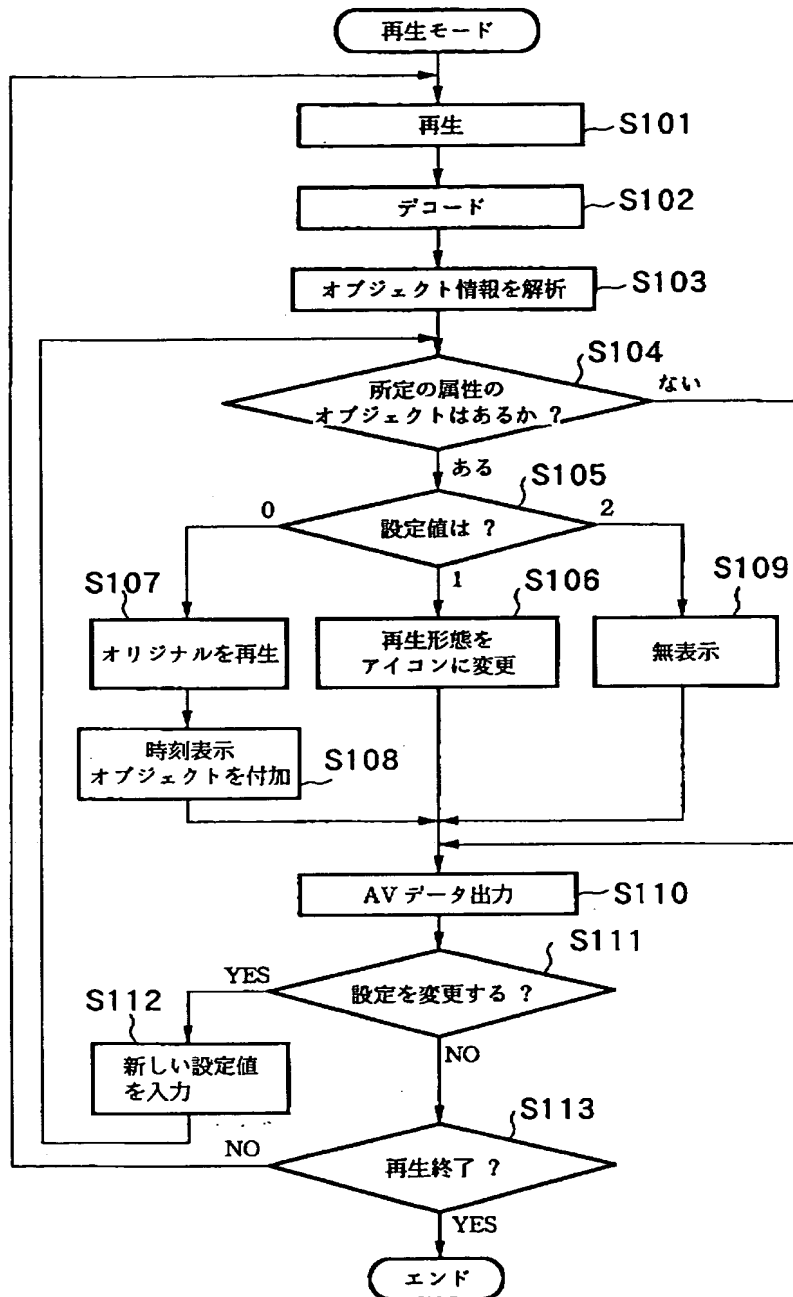 再生モード
再生
S101
デコード
S102
オブジェクト情報を解析
S103
S104
所定の属性の
オブジェクトはあるか ?
ない
ある
S105
0
設定値は ?
2
1
S107
S106
S109
オリジナルを再生
再生形態を
アイコンに変更
無表示
時刻表示
オブジェクトを付加
S108
AV データ出力
S110
S111
YES
設定を変更する ?
S112
NO
新しい設定値
を入力
S113
NO
再生終了 ?
YES
エンド